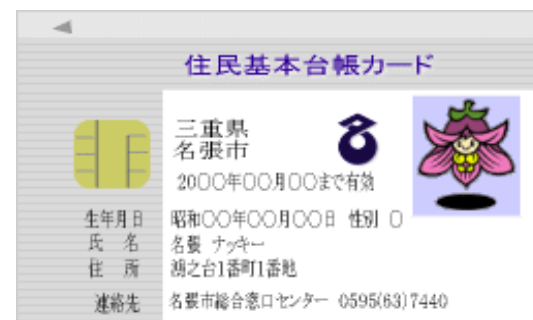 住民基本台帳カード
三重県
名張市
20〇〇年〇〇月〇〇まで有効
生年月日 昭和〇〇年〇〇月〇〇日 性別 〇
氏 名 名張 ナッキー
住 所 鴻之台1番町1番地
連絡先 名張市総合窓口センター 0595(63)7440